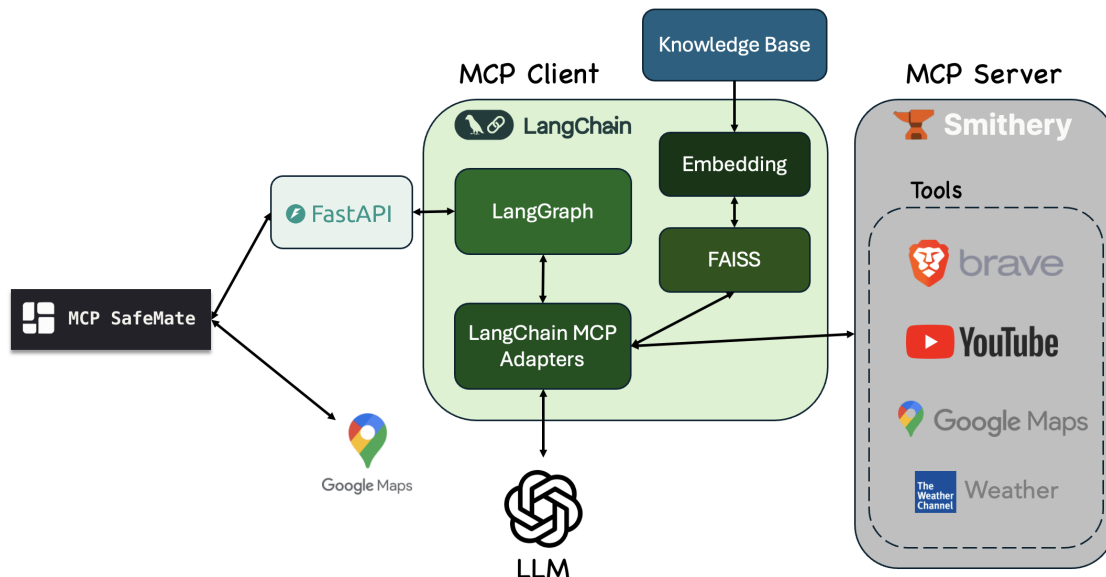 Knowledge Base
MCP Client
MCP Server
LangChain
Smithery
Embedding
Tools
FastAPI
LangGraph
brave
FAISS
MCP SafeMate
LangChain MCP
Adapters
YouTube
Google Maps
Google Maps
The
Weather
Channel
Weather
LLM